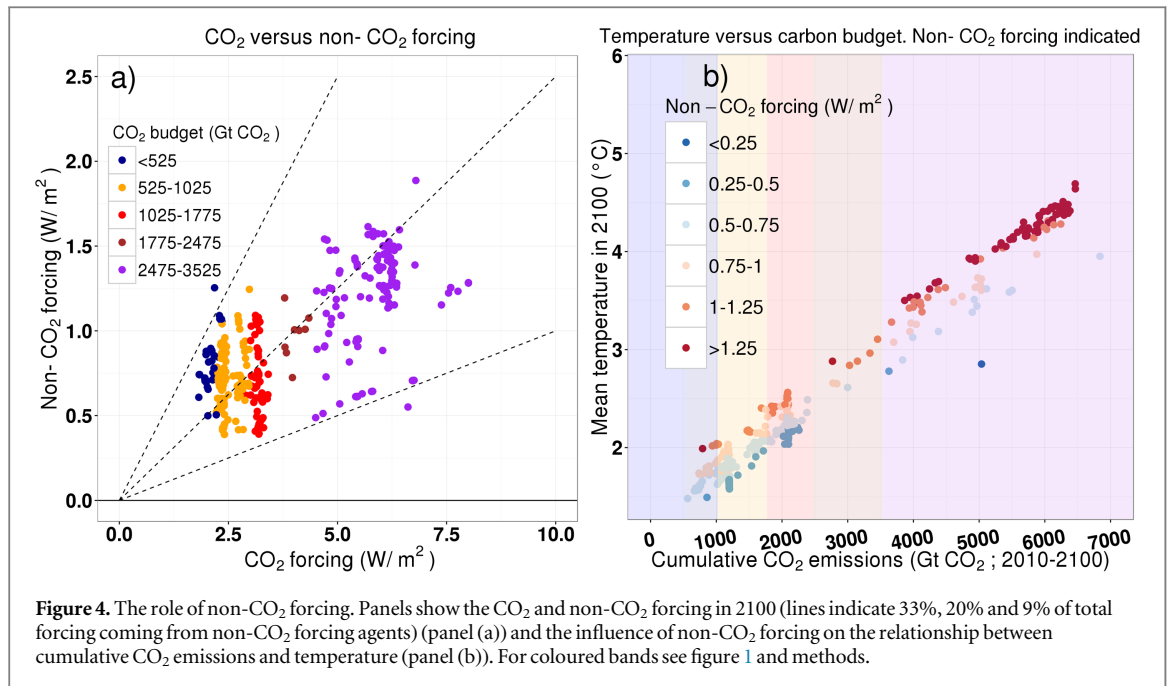 CO₂ versus non- CO₂ forcing
a)
CO₂ budget (Gt CO₂ )
<525
525-1025
1025-1775
1775-2475
2475-3525
Non- CO₂ forcing (W/ m² )
2.5
2.0
1.5
1.0
0.5
0.0
0.0 2.5 5.0 7.5 10.0
CO₂ forcing (W/ m² )
Temperature versus carbon budget. Non- CO₂ forcing indicated
b)
Non – CO₂ forcing (W/ m² )
<0.25
0.25-0.5
0.5-0.75
0.75-1
1-1.25
>1.25
Mean temperature in 2100 (°C)
6
5
4
3
2
0 1000 2000 3000 4000 5000 6000 7000
Cumulative CO₂ emissions (Gt CO₂ ; 2010-2100)
Figure 4. The role of non-CO₂ forcing. Panels show the CO₂ and non-CO₂ forcing in 2100 (lines indicate 33%, 20% and 9% of total
forcing coming from non-CO₂ forcing agents) (panel (a)) and the influence of non-CO₂ forcing on the relationship between
cumulative CO₂ emissions and temperature (panel (b)). For coloured bands see figure 1 and methods.